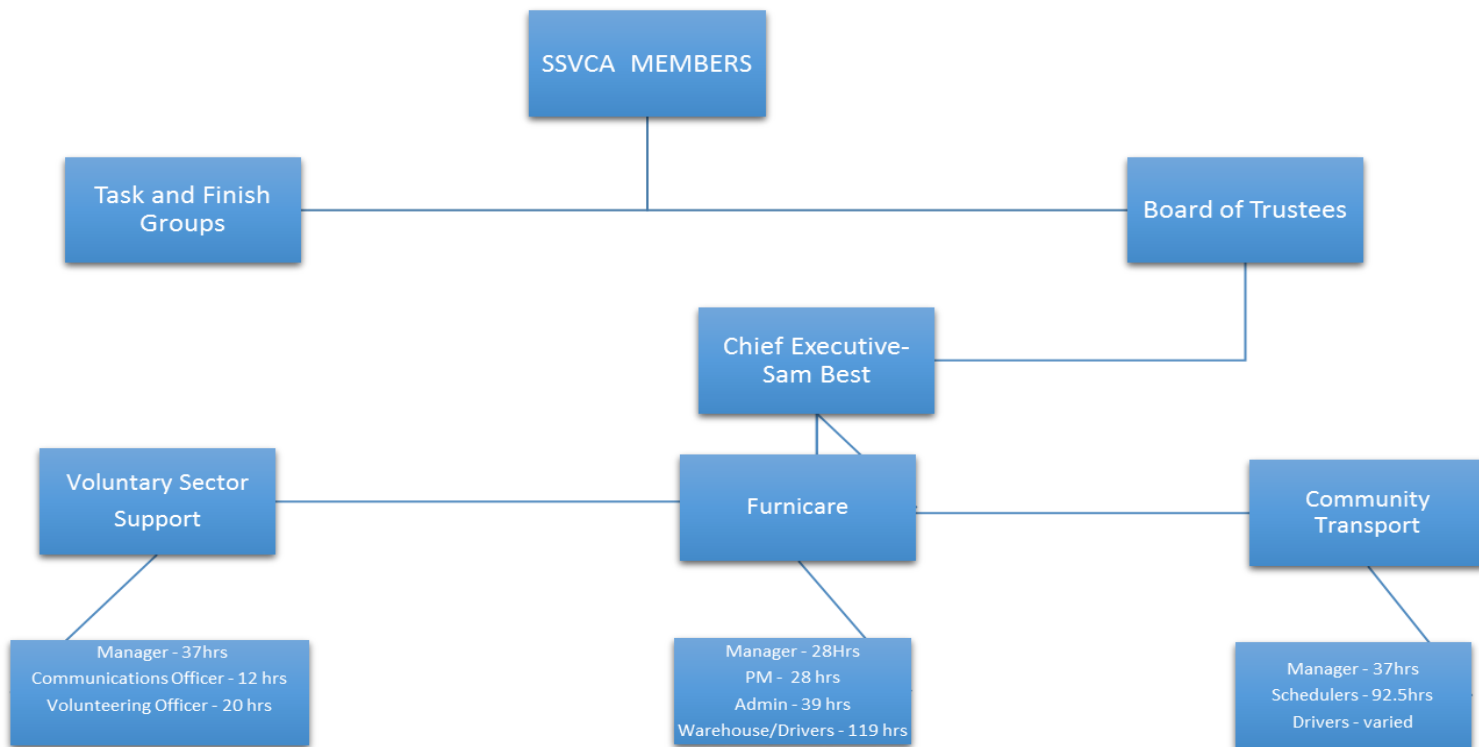 SSVCA MEMBERS
Task and Finish
Groups
Board of Trustees
Chief Executive-
Sam Best
Voluntary Sector
Support
Furnicare
Community
Transport
Manager - 37hrs
Communications Officer - 12 hrs
Volunteering Officer - 20 hrs
Manager - 28Hrs
PM - 28 hrs
Admin - 39 hrs
Warehouse/Drivers - 119 hrs
Manager - 37hrs
Schedulers - 92.5hrs
Drivers - varied